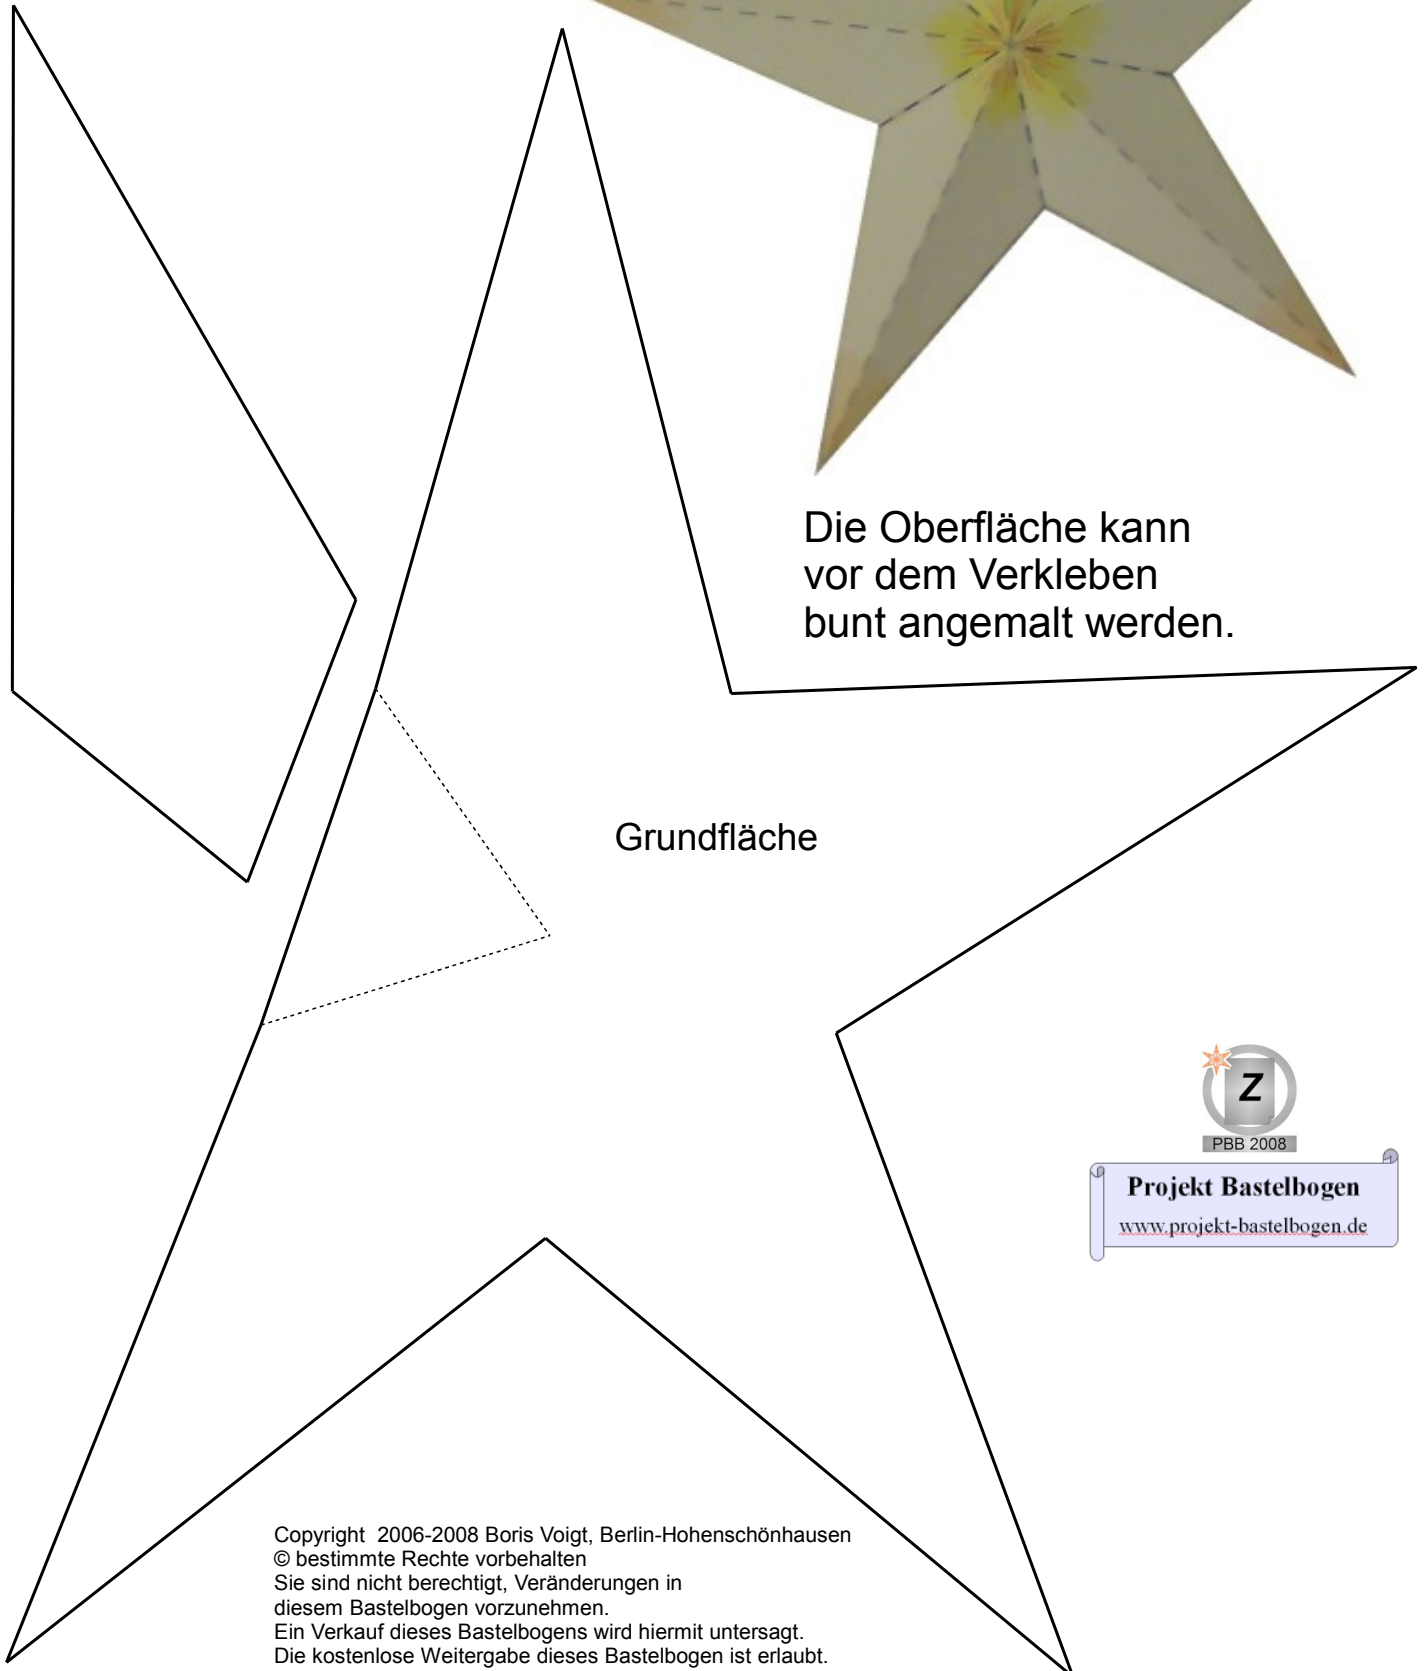 Die Oberfläche kann
vor dem Verkleben
bunt angemalt werden.
Grundfläche
Z
PBB 2008
Projekt Bastelbogen
www.projekt-bastelbogen.de
Copyright  2006-2008 Boris Voigt, Berlin-Hohenschönhausen
© bestimmte Rechte vorbehalten
Sie sind nicht berechtigt, Veränderungen in
diesem Bastelbogen vorzunehmen.
Ein Verkauf dieses Bastelbogens wird hiermit untersagt.
Die kostenlose Weitergabe dieses Bastelbogen ist erlaubt.